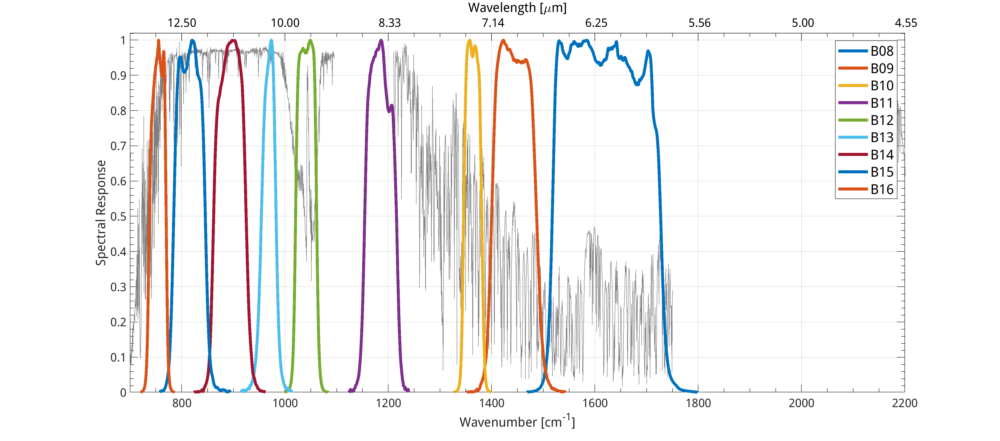 Wavelength [μm]
12.50 10.00 8.33 7.14 6.25 5.56 5.00 4.55
Spectral Response
1
0.9
0.8
0.7
0.6
0.5
0.4
0.3
0.2
0.1
0
B08
B09
B10
B11
B12
B13
B14
B15
B16
800 1000 1200 1400 1600 1800 2000 2200
Wavenumber [cm⁻¹]